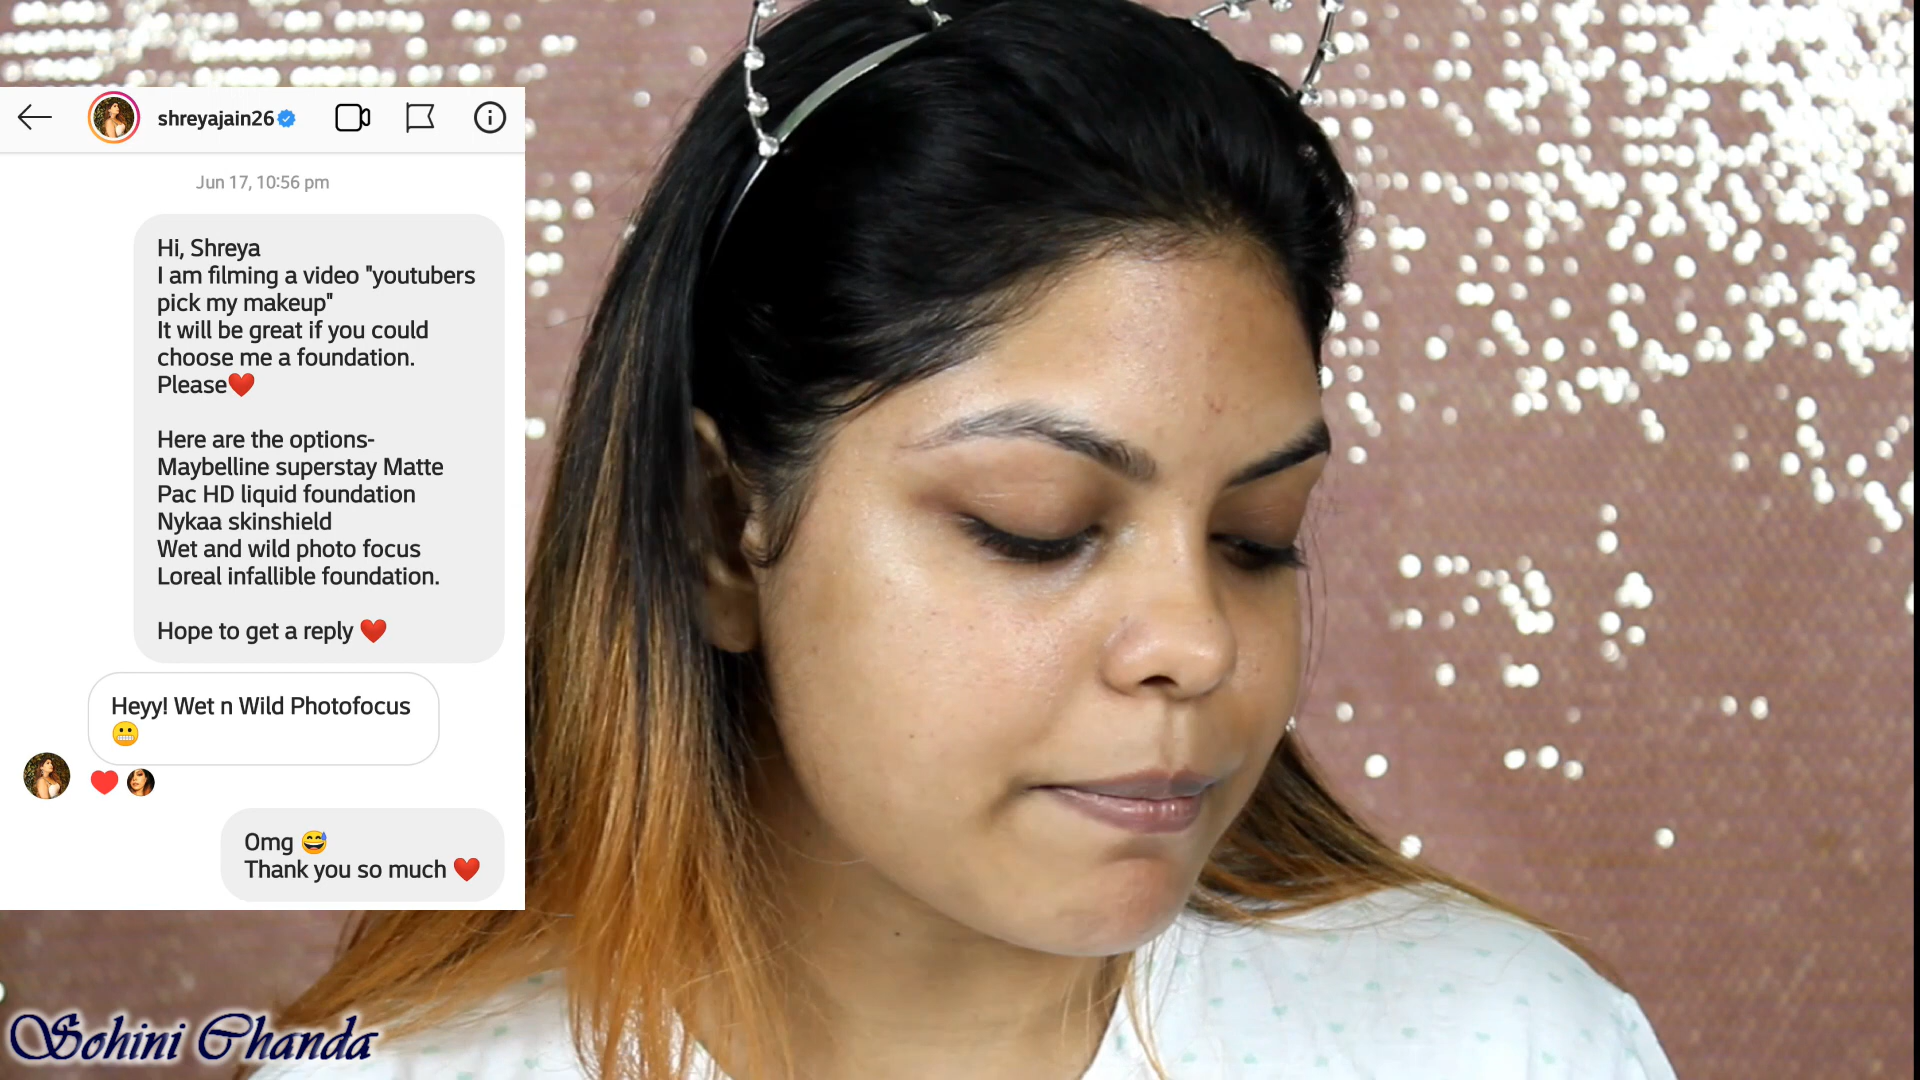 shreyajain26
Jun 17, 10:56 pm
Hi, Shreya
I am filming a video "youtubers
pick my makeup"
It will be great if you could
choose me a foundation.
Please❤️
Here are the options-
Maybelline superstay Matte
Pac HD liquid foundation
Nykaa skinshield
Wet and wild photo focus
Loreal infallible foundation.
Hope to get a reply ❤️
Heyy! Wet n Wild Photofocus
😬
Omg 😅
Thank you so much ❤️
Sohini Chanda